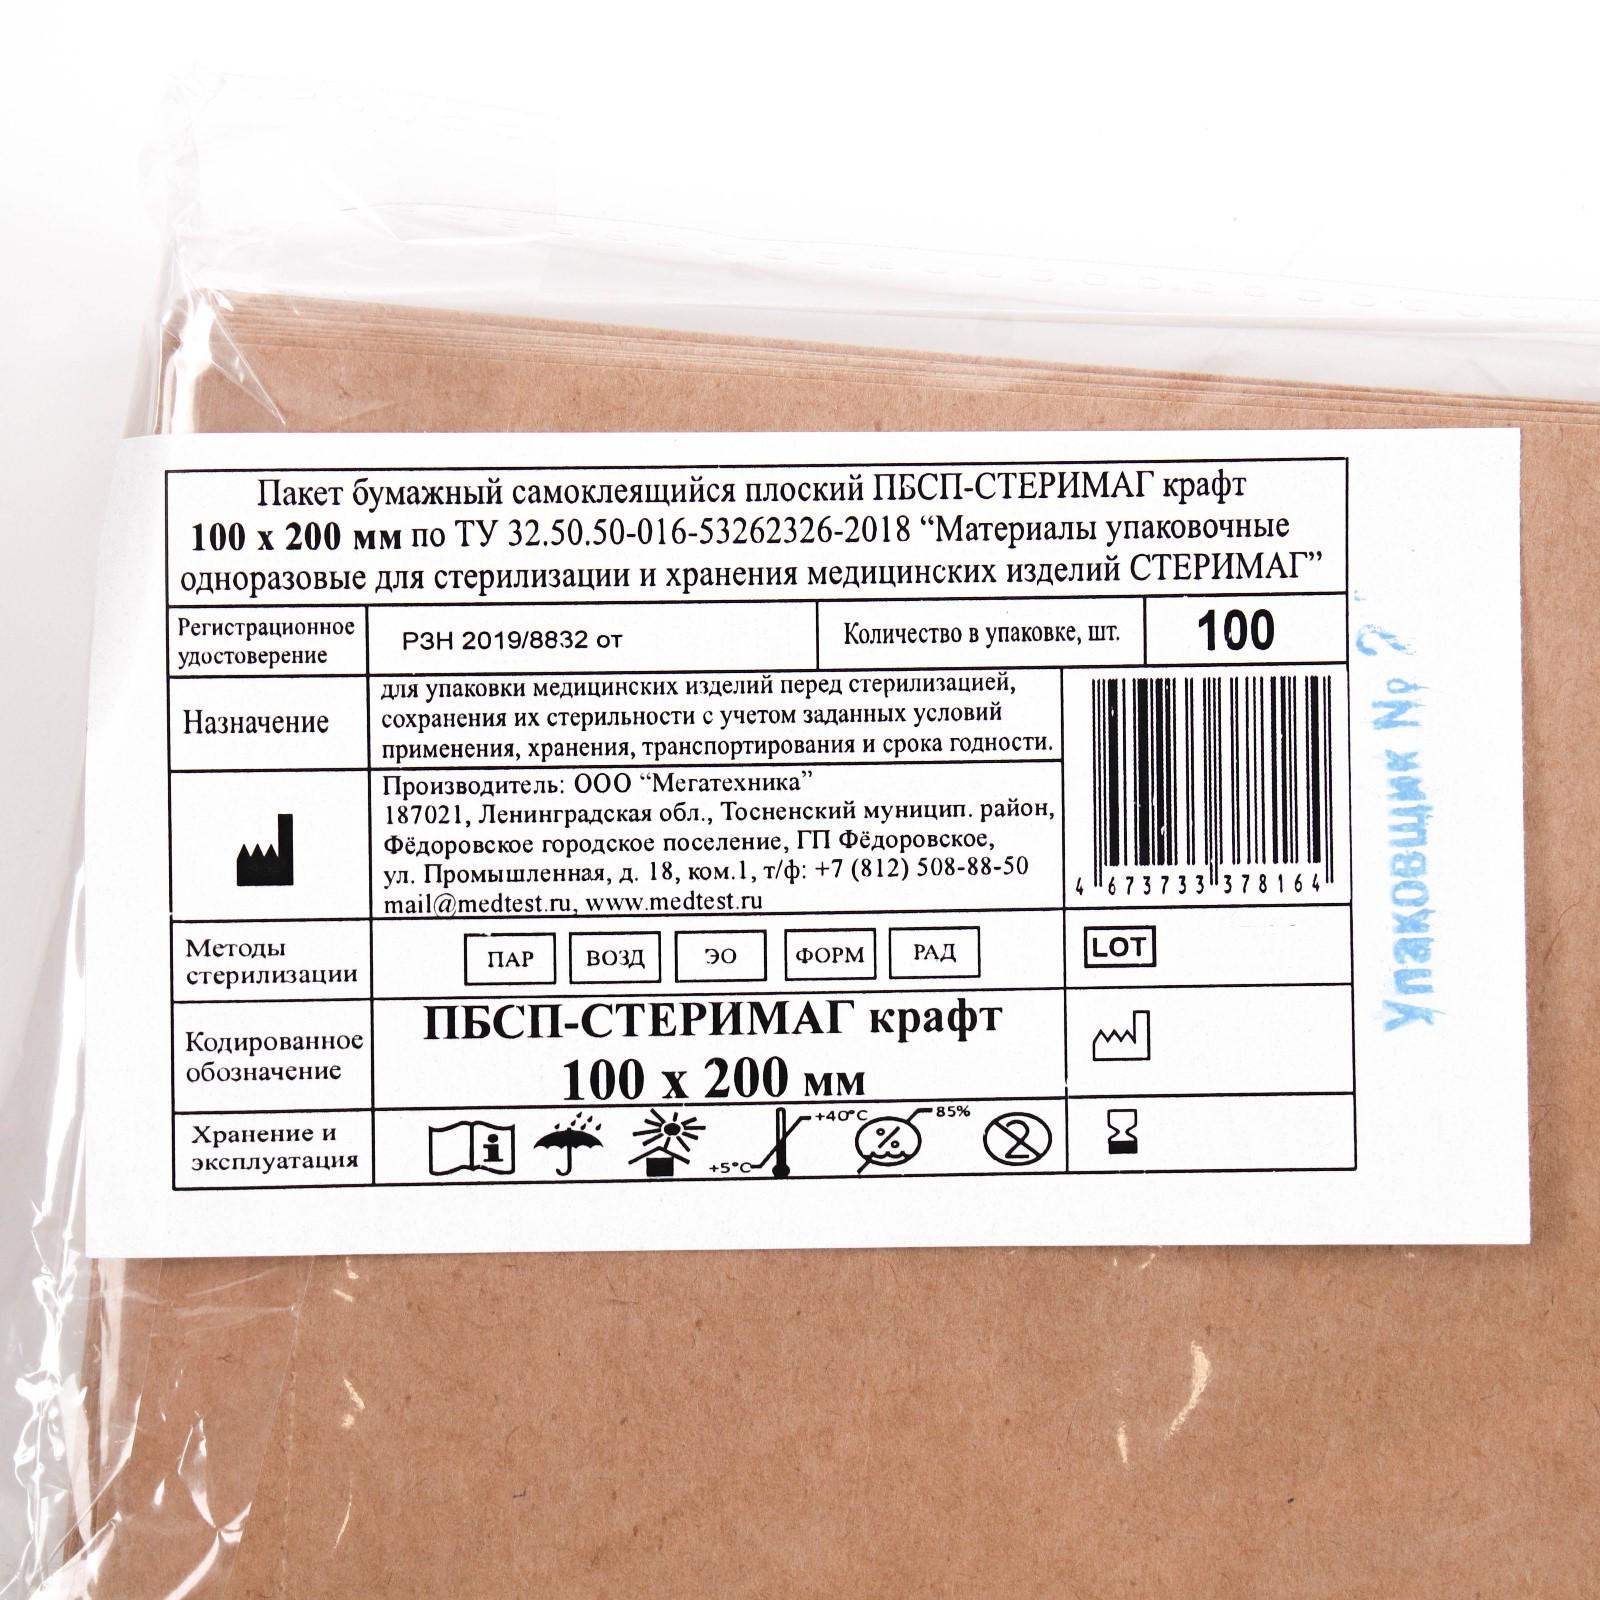 Пакет бумажный самоклеящийся плоский ПБСП-СТЕРИМАГ крафт
100 х 200 мм по ТУ 32.50.50-016-53262326-2018 “Материалы упаковочные
одноразовые для стерилизации и хранения медицинских изделий СТЕРИМАГ”
Регистрационное
удостоверение
РЗН 2019/8832 от
Количество в упаковке, шт.
100
Назначение
для упаковки медицинских изделий перед стерилизацией,
сохранения их стерильности с учетом заданных условий
применения, хранения, транспортирования и срока годности.
4 673733 378164
Производитель: ООО “Мегатехника”
187021, Ленинградская обл., Тосненский муницип. район,
Фёдоровское городское поселение, ГП Фёдоровское,
ул. Промышленная, д. 18, ком.1, т/ф: +7 (812) 508-88-50
mail@medtest.ru, www.medtest.ru
Методы
стерилизации
ПАР ВОЗД ЭО ФОРМ РАД
LOT
Кодированное
обозначение
ПБСП-СТЕРИМАГ крафт
100 х 200 мм
Хранение и
эксплуатация
+5°C
+40°C
%
85%
2
Упаковщик №